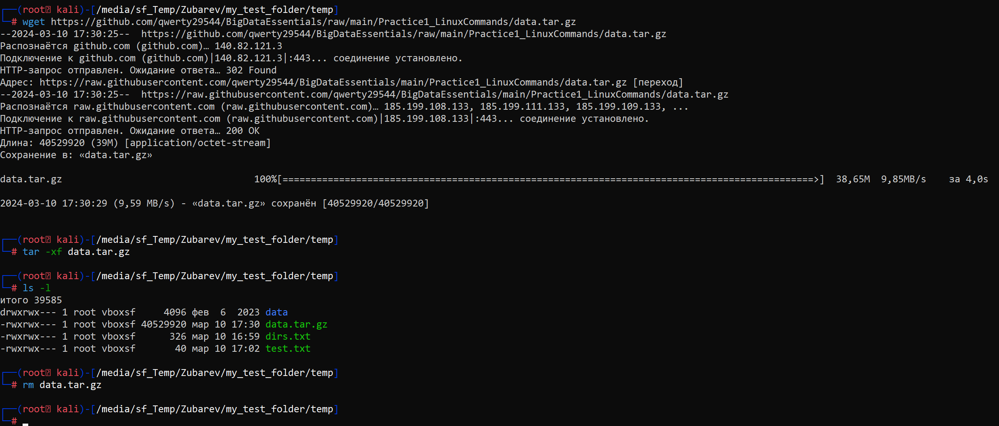 ┌──(root㉿ kali)-[/media/sf_Temp/Zubarev/my_test_folder/temp]
└─# wget https://github.com/qwerty29544/BigDataEssentials/raw/main/Practice1_LinuxCommands/data.tar.gz
--2024-03-10 17:30:25--  https://github.com/qwerty29544/BigDataEssentials/raw/main/Practice1_LinuxCommands/data.tar.gz
Распознаётся github.com (github.com)… 140.82.121.3
Подключение к github.com (github.com)|140.82.121.3|:443... соединение установлено.
HTTP-запрос отправлен. Ожидание ответа… 302 Found
Адрес: https://raw.githubusercontent.com/qwerty29544/BigDataEssentials/main/Practice1_LinuxCommands/data.tar.gz [переход]
--2024-03-10 17:30:25--  https://raw.githubusercontent.com/qwerty29544/BigDataEssentials/main/Practice1_LinuxCommands/data.tar.gz
Распознаётся raw.githubusercontent.com (raw.githubusercontent.com)… 185.199.108.133, 185.199.111.133, 185.199.109.133, ...
Подключение к raw.githubusercontent.com (raw.githubusercontent.com)|185.199.108.133|:443... соединение установлено.
HTTP-запрос отправлен. Ожидание ответа… 200 OK
Длина: 40529920 (39M) [application/octet-stream]
Сохранение в: «data.tar.gz»
data.tar.gz 100%[==============================================================================================>] 38,65M 9,85MB/s за 4,0s
2024-03-10 17:30:29 (9,59 MB/s) - «data.tar.gz» сохранён [40529920/40529920]
┌──(root㉿ kali)-[/media/sf_Temp/Zubarev/my_test_folder/temp]
└─# tar -xf data.tar.gz
┌──(root㉿ kali)-[/media/sf_Temp/Zubarev/my_test_folder/temp]
└─# ls -l
итого 39585
drwxrwx--- 1 root vboxsf     4096 фев  6  2023 data
-rwxrwx--- 1 root vboxsf 40529920 мар 10 17:30 data.tar.gz
-rwxrwx--- 1 root vboxsf      326 мар 10 16:59 dirs.txt
-rwxrwx--- 1 root vboxsf       40 мар 10 17:02 test.txt
┌──(root㉿ kali)-[/media/sf_Temp/Zubarev/my_test_folder/temp]
└─# rm data.tar.gz
┌──(root㉿ kali)-[/media/sf_Temp/Zubarev/my_test_folder/temp]
└─#